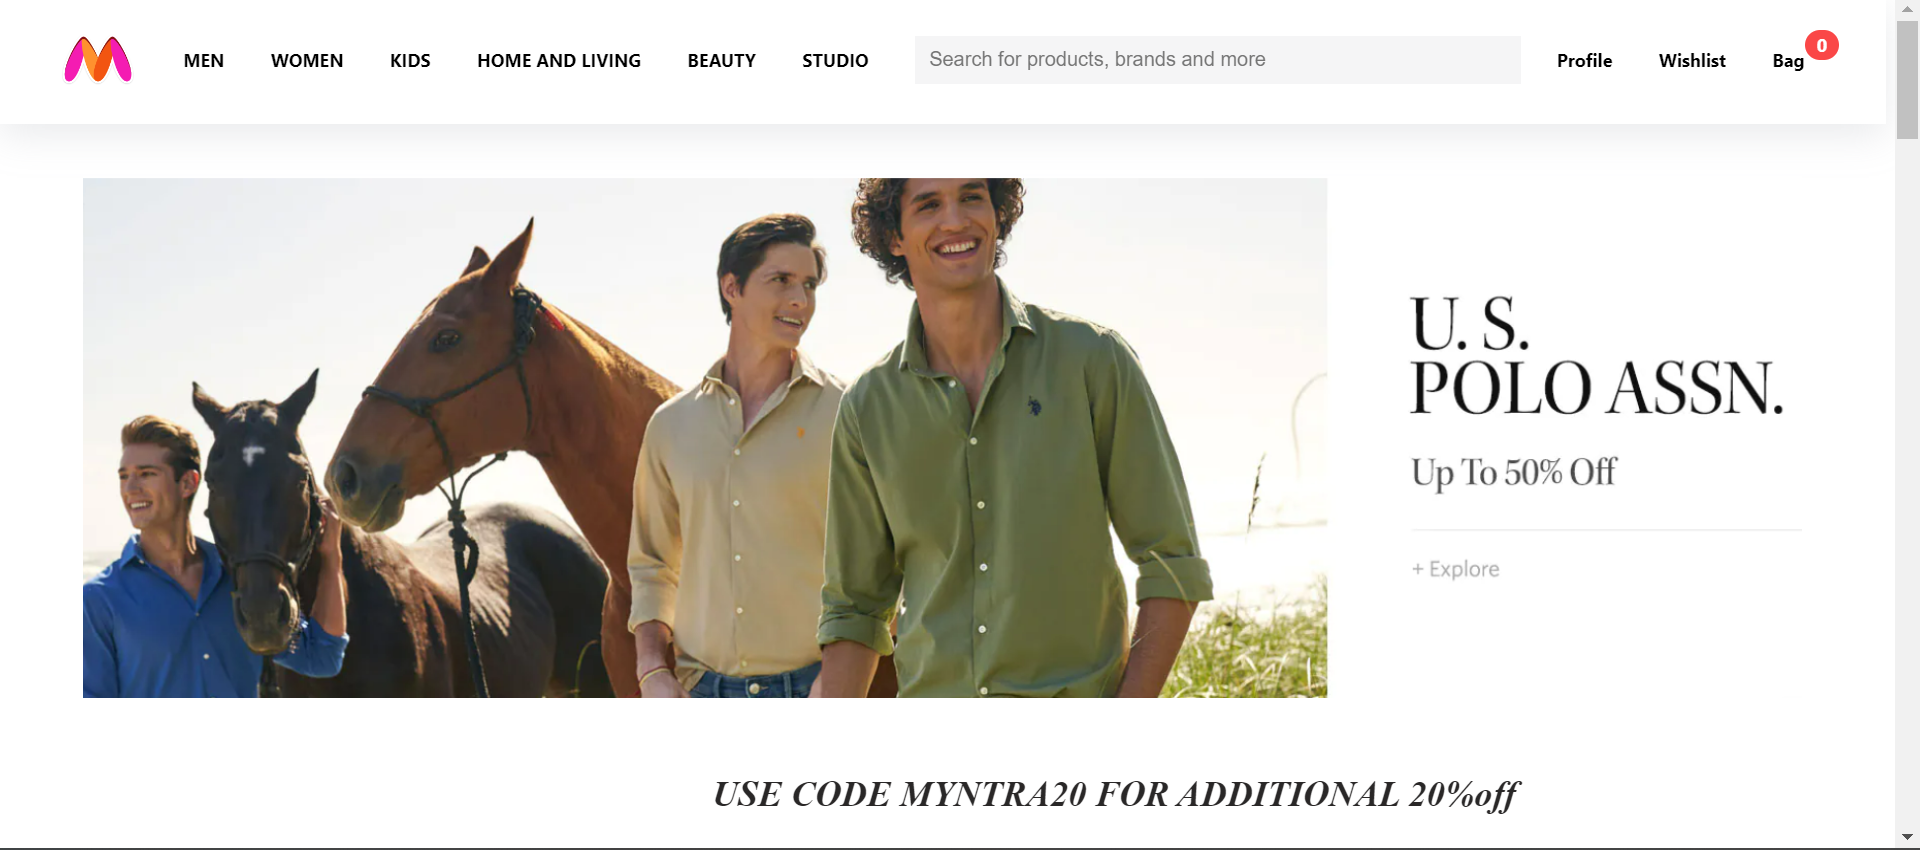 MEN WOMEN KIDS HOME AND LIVING BEAUTY STUDIO Search for products, brands and more Profile Wishlist Bag 0
U. S.
POLO ASSN.
Up To 50% Off
+ Explore
USE CODE MYNTRA20 FOR ADDITIONAL 20%off